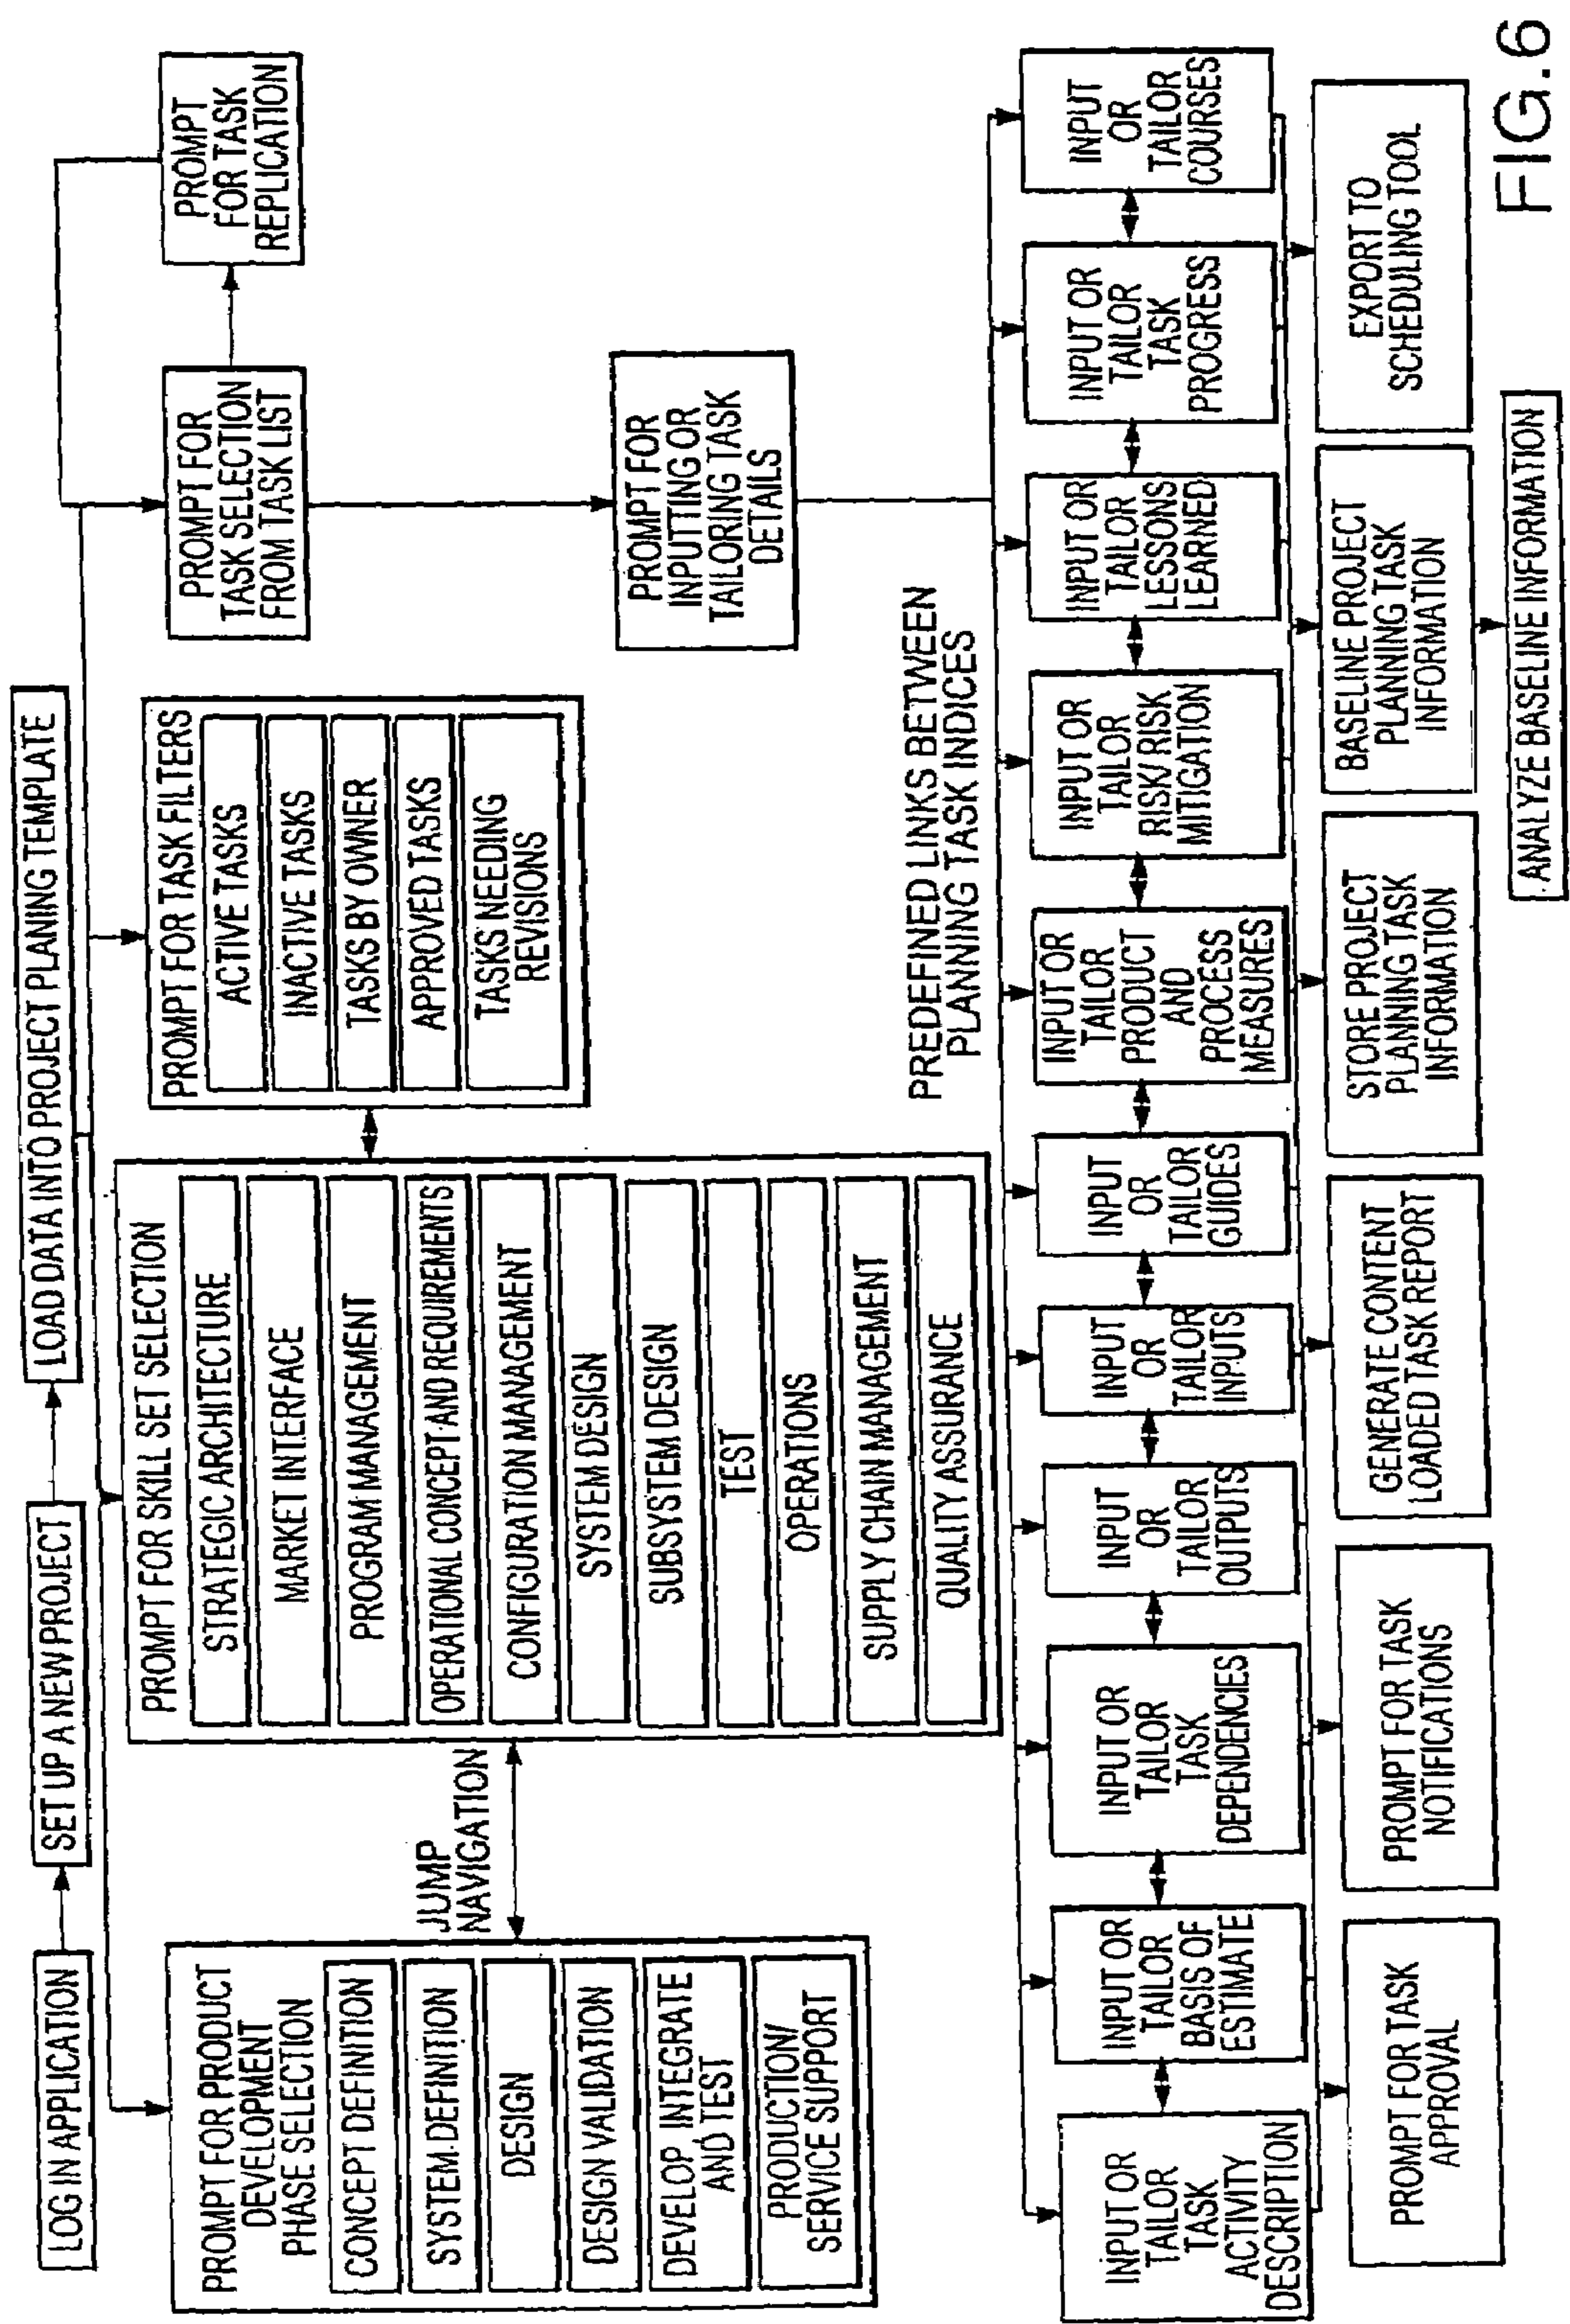 LOG IN APPLICATION
SET UP A NEW PROJECT
LOAD DATA INTO PROJECT PLANING TEMPLATE
PROMPT FOR PRODUCT
DEVELOPMENT
PHASE SELECTION
CONCEPT DEFINITION
SYSTEM DEFINITION
DESIGN
DESIGN VALIDATION
DEVELOP, INTEGRATE
AND TEST
PRODUCTION/
SERVICE SUPPORT
JUMP
NAVIGATION
PROMPT FOR SKILL SET SELECTION
STRATEGIC ARCHITECTURE
MARKET INTERFACE
PROGRAM MANAGEMENT
OPERATIONAL CONCEPT AND REQUIREMENTS
CONFIGURATION MANAGEMENT
SYSTEM DESIGN
SUBSYSTEM DESIGN
TEST
OPERATIONS
SUPPLY CHAIN MANAGEMENT
QUALITY ASSURANCE
PROMPT FOR TASK FILTERS
ACTIVE TASKS
INACTIVE TASKS
TASKS BY OWNER
APPROVED TASKS
TASKS NEEDING
REVISIONS
PROMPT FOR
TASK SELECTION
FROM TASK LIST
PROMPT
FOR TASK
REPLICATION
PROMPT FOR
INPUTTING OR
TAILORING TASK
DETAILS
PREDEFINED LINKS BETWEEN
PLANNING TASK INDICES
INPUT OR
TAILOR
TASK
ACTIVITY
DESCRIPTION
INPUT OR
TAILOR
BASIS OF
ESTIMATE
INPUT OR
TAILOR
TASK
DEPENDENCIES
INPUT
OR
TAILOR
OUTPUTS
INPUT
OR
TAILOR
INPUTS
INPUT
OR
TAILOR
GUIDES
INPUT OR
TAILOR
PRODUCT
AND
PROCESS
MEASURES
INPUT OR
TAILOR
RISK/RISK
MITIGATION
INPUT OR
TAILOR
LESSONS
LEARNED
INPUT OR
TAILOR
TASK
PROGRESS
INPUT
OR
TAILOR
COURSES
PROMPT FOR TASK
APPROVAL
PROMPT FOR TASK
NOTIFICATIONS
GENERATE CONTENT
LOADED TASK REPORT
STORE PROJECT
PLANNING TASK
INFORMATION
BASELINE PROJECT
PLANNING TASK
INFORMATION
EXPORT TO
SCHEDULING TOOL
ANALYZE BASELINE INFORMATION
FIG.6